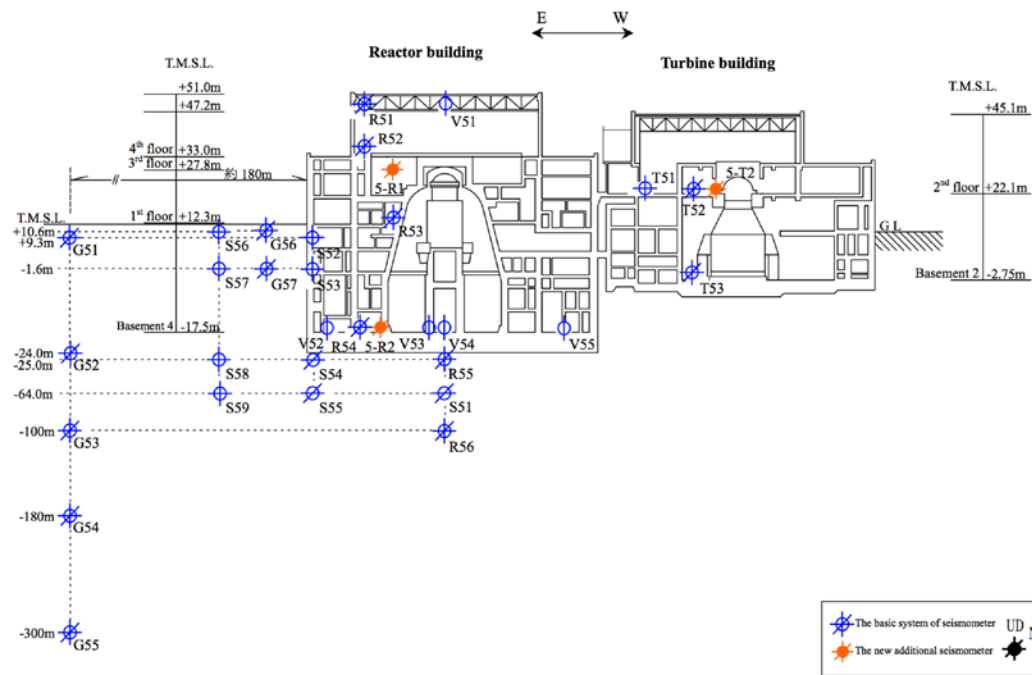 E W
Reactor building
Turbine building
T.M.S.L.
+51.0m
+47.2m
4th floor +33.0m
3rd floor +27.8m
約 180m
1st floor +12.3m
T.M.S.L.
+10.6m
+9.3m
-1.6m
Basement 4 -17.5m
-24.0m
-25.0m
-64.0m
-100m
-180m
-300m
G51
G52
G53
G54
G55
S56
G56
S52
S57
G57
S53
S58
S54
R55
S59
S55
S51
R56
R51
V51
R52
5-R1
R53
V52
R54
5-R2
V53
V54
V55
T51
T52
5-T2
T53
T.M.S.L.
+45.1m
2nd floor +22.1m
G L
Basement 2 -2.75m
The basic system of seismometer
The new additional seismometer
UD